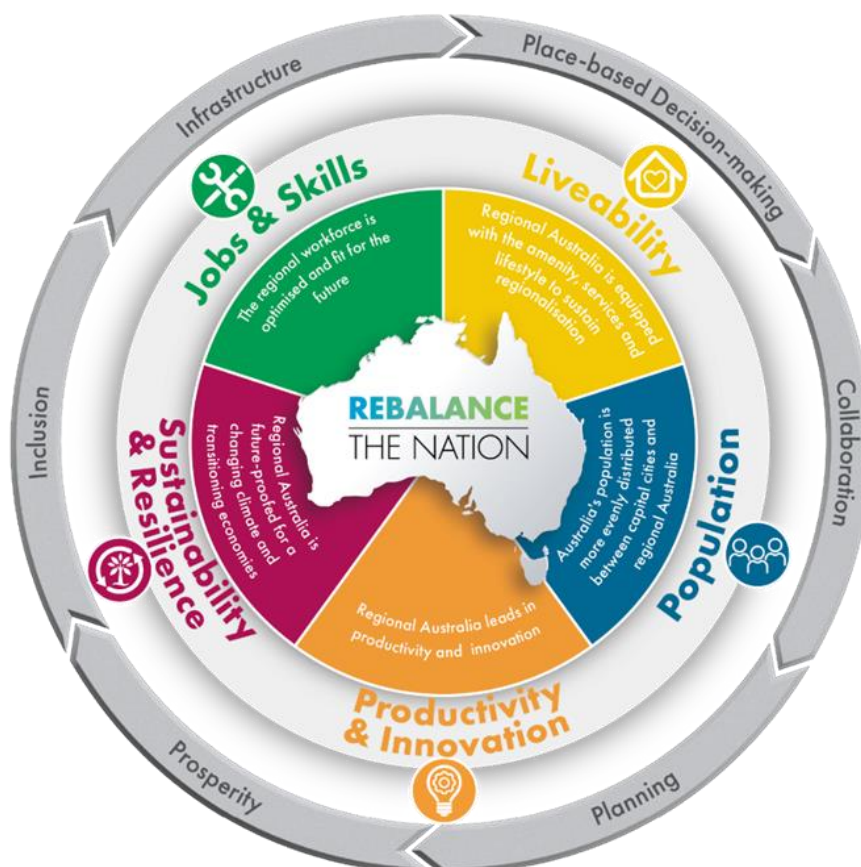 REBALANCE
THE NATION
Jobs & Skills
The regional workforce is
optimised and fit for the
future
Liveability
Regional Australia is equipped
with the amenity, services and
lifestyle to sustain
regionalisation
Population
Australia's population is
more evenly distributed
between capital cities and
regional Australia
Productivity
& Innovation
Regional Australia leads in
productivity and innovation
Sustainability
& Resilience
Regional Australia is
future-proofed for a
changing climate and
transitioning economies
Infrastructure
Place-based Decision-making
Collaboration
Planning
Prosperity
Inclusion